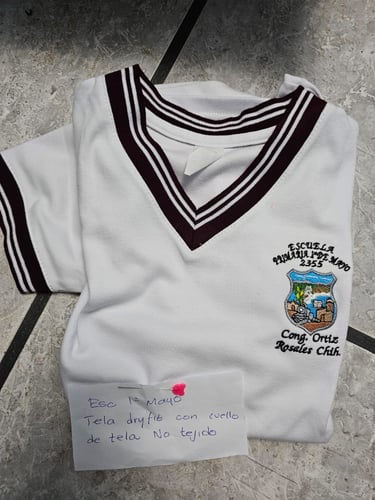 ESCUELA
PRIMARIA 1º DE MAYO
2355
Cong. Ortiz
Rosales Chih.
Esc 1º Mayo
Tela dryfit con cuello
de tela No tejido